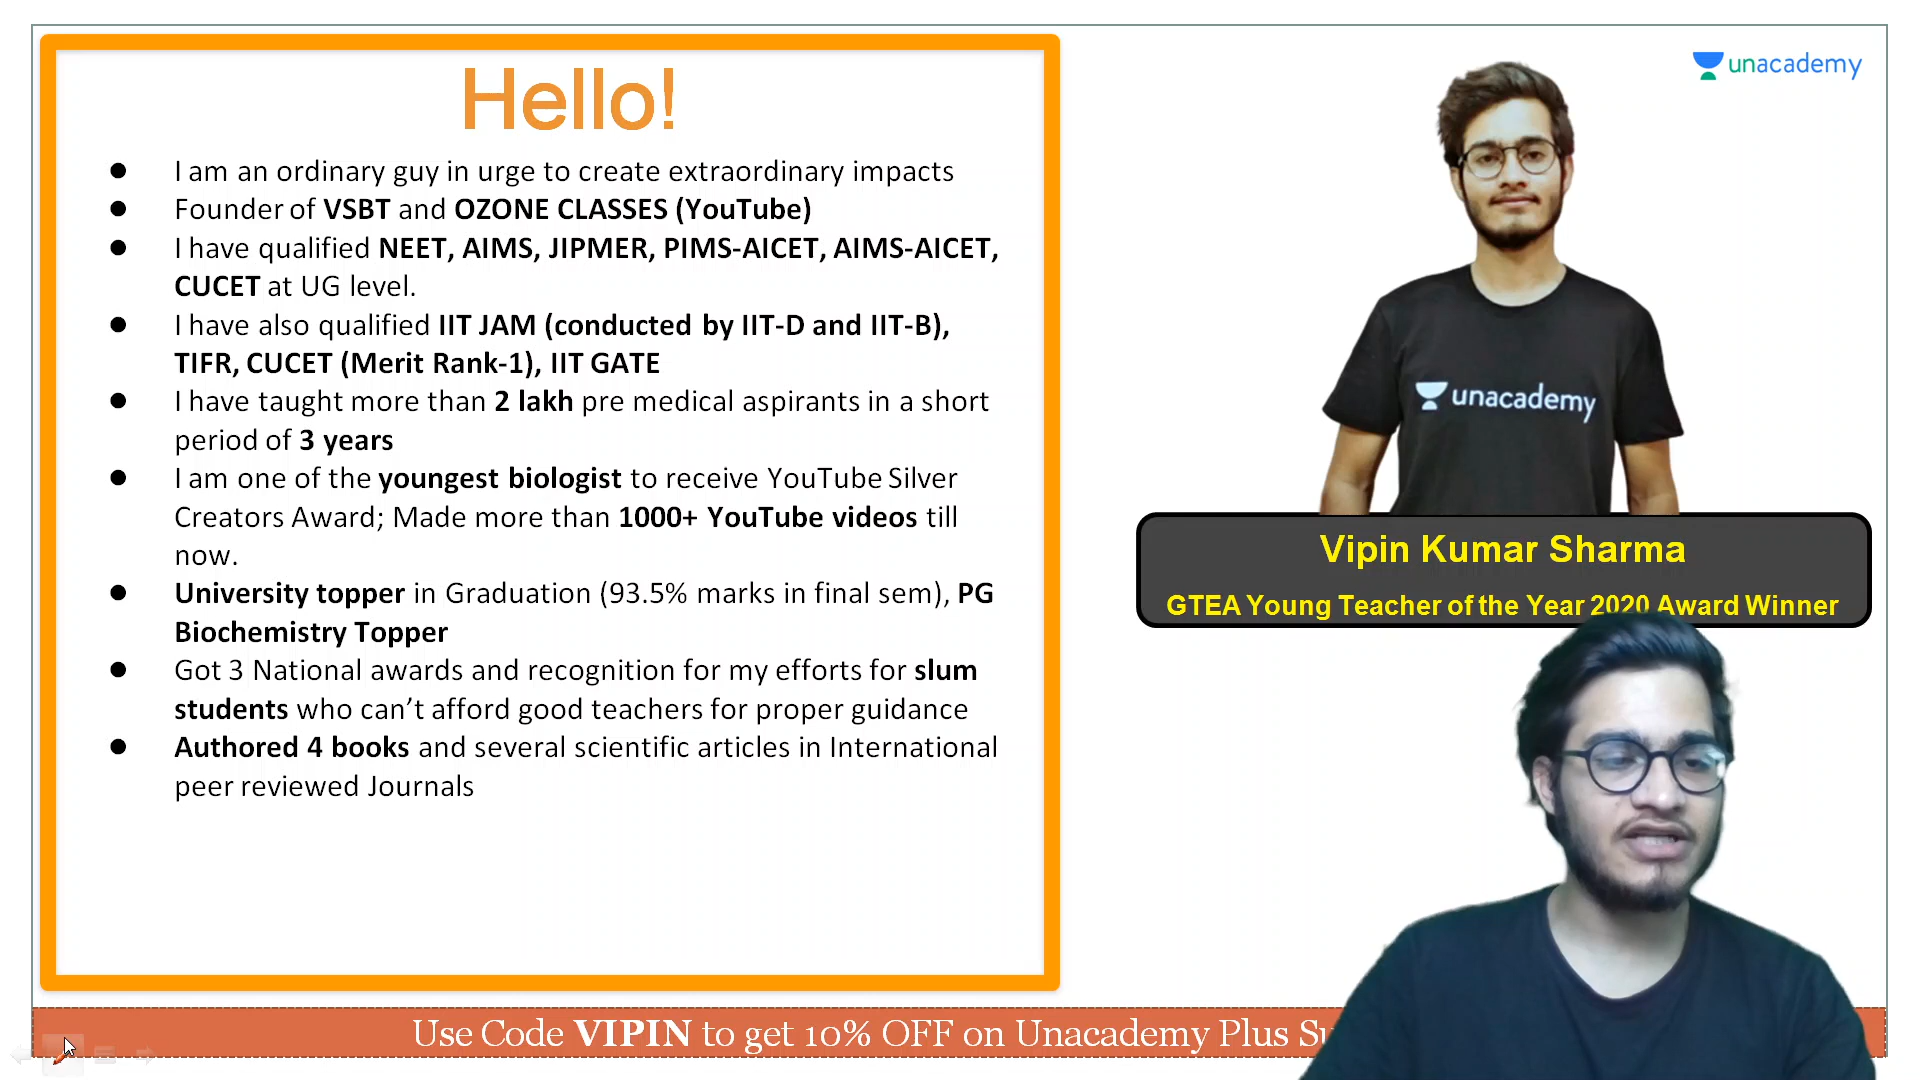 Hello!
● I am an ordinary guy in urge to create extraordinary impacts
● Founder of VSBT and OZONE CLASSES (YouTube)
● I have qualified NEET, AIMS, JIPMER, PIMS-AICET, AIMS-AICET,
CUCET at UG level.
● I have also qualified IIT JAM (conducted by IIT-D and IIT-B),
TIFR, CUCET (Merit Rank-1), IIT GATE
● I have taught more than 2 lakh pre medical aspirants in a short
period of 3 years
● I am one of the youngest biologist to receive YouTube Silver
Creators Award; Made more than 1000+ YouTube videos till
now.
● University topper in Graduation (93.5% marks in final sem), PG
Biochemistry Topper
● Got 3 National awards and recognition for my efforts for slum
students who can’t afford good teachers for proper guidance
● Authored 4 books and several scientific articles in International
peer reviewed Journals
unacademy
unacademy
Vipin Kumar Sharma
GTEA Young Teacher of the Year 2020 Award Winner
Use Code VIPIN to get 10% OFF on Unacademy Plus